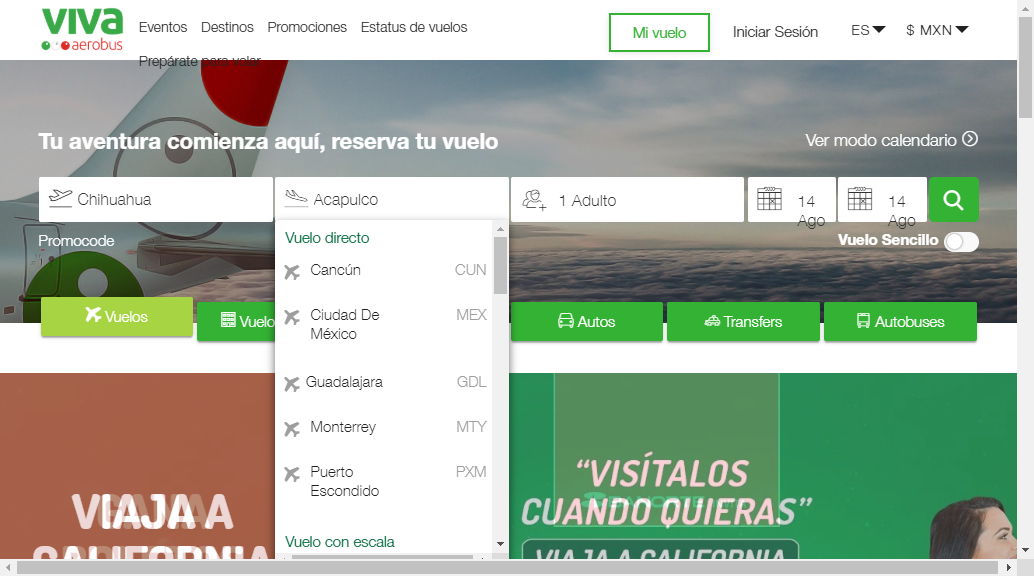 viva
aerobus
Eventos Destinos Promociones Estatus de vuelos
Prepárate para volar
Mi vuelo
Iniciar Sesión
ES
$ MXN
Tu aventura comienza aquí, reserva tu vuelo
Ver modo calendario
Chihuahua
Acapulco
1 Adulto
14
Ago
14
Ago
Promocode
Vuelo Sencillo
Vuelo directo
Cancún CUN
Ciudad De MEX
México
Guadalajara GDL
Monterrey MTY
Puerto PXM
Escondido
Vuelo con escala
Vuelos
Vuelo
Autos
Transfers
Autobuses
VIAJA A
CALIFORNIA
“VISÍTALOS
CUANDO QUIERAS”
VIAJA A CALIFORNIA